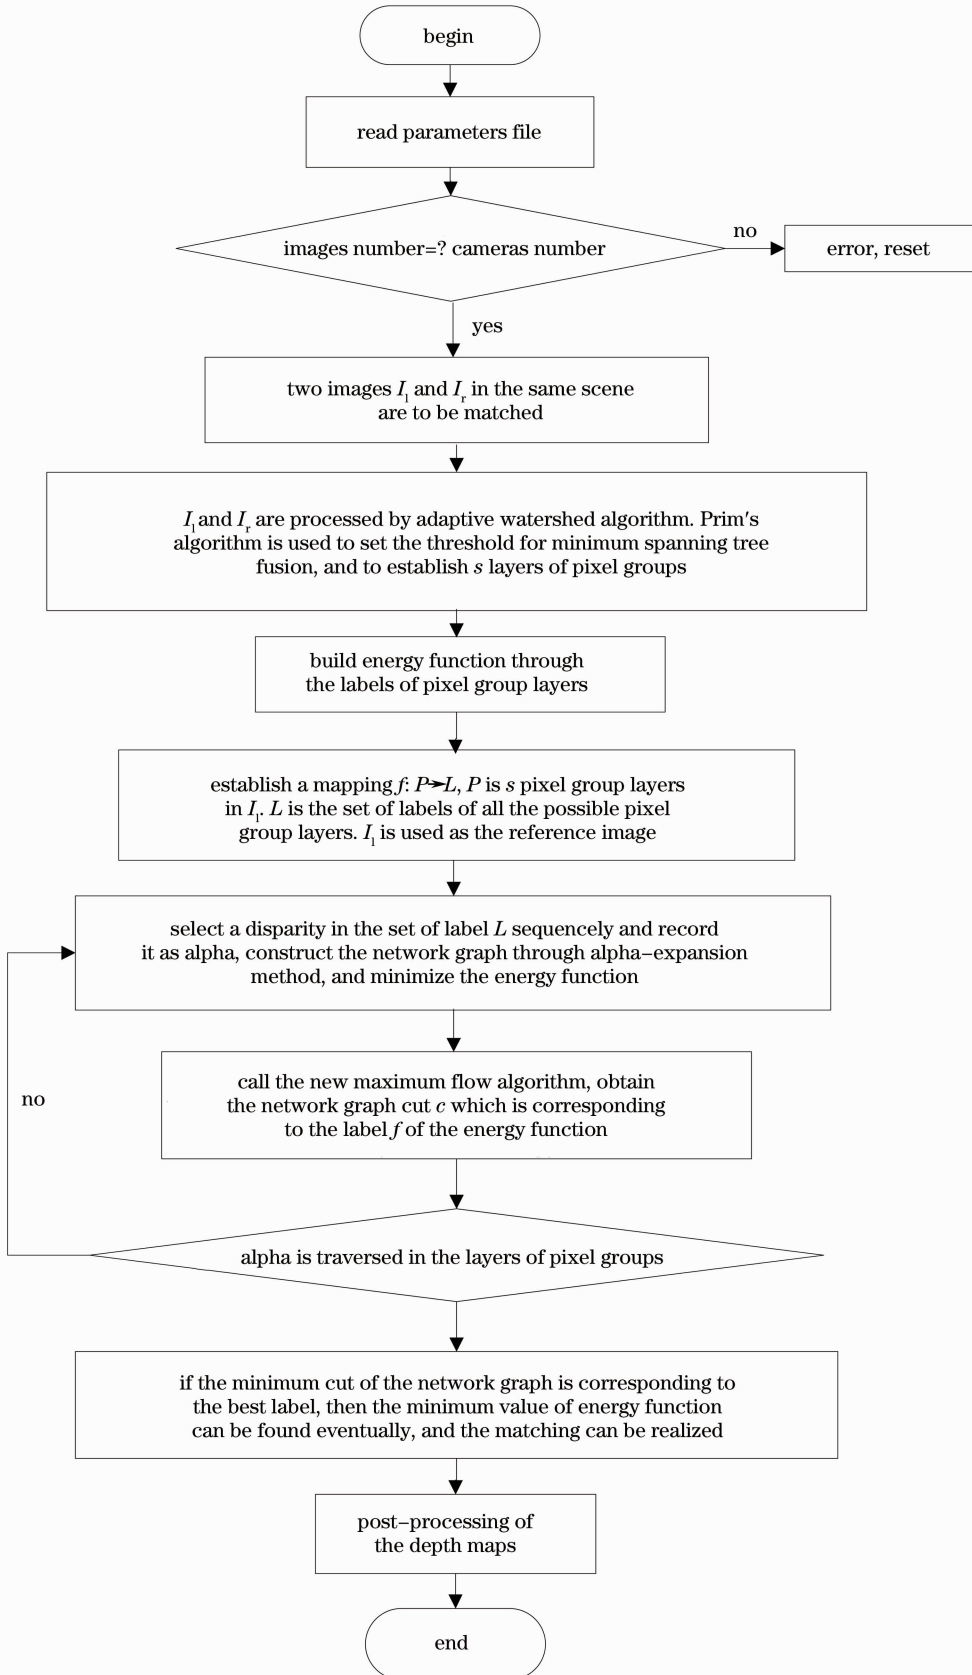 begin
read parameters file
images number=? cameras number
no
error, reset
yes
two images Iₗ and Iᵣ in the same scene
are to be matched
Iₗ and Iᵣ are processed by adaptive watershed algorithm. Prim's
algorithm is used to set the threshold for minimum spanning tree
fusion, and to establish s layers of pixel groups
build energy function through
the labels of pixel group layers
establish a mapping f: P→L, P is s pixel group layers
in Iₗ. L is the set of labels of all the possible pixel
group layers. Iₗ is used as the reference image
select a disparity in the set of label L sequencely and record
it as alpha, construct the network graph through alpha−expansion
method, and minimize the energy function
no
call the new maximum flow algorithm, obtain
the network graph cut c which is corresponding
to the label f of the energy function
alpha is traversed in the layers of pixel groups
if the minimum cut of the network graph is corresponding to
the best label, then the minimum value of energy function
can be found eventually, and the matching can be realized
post−processing of
the depth maps
end